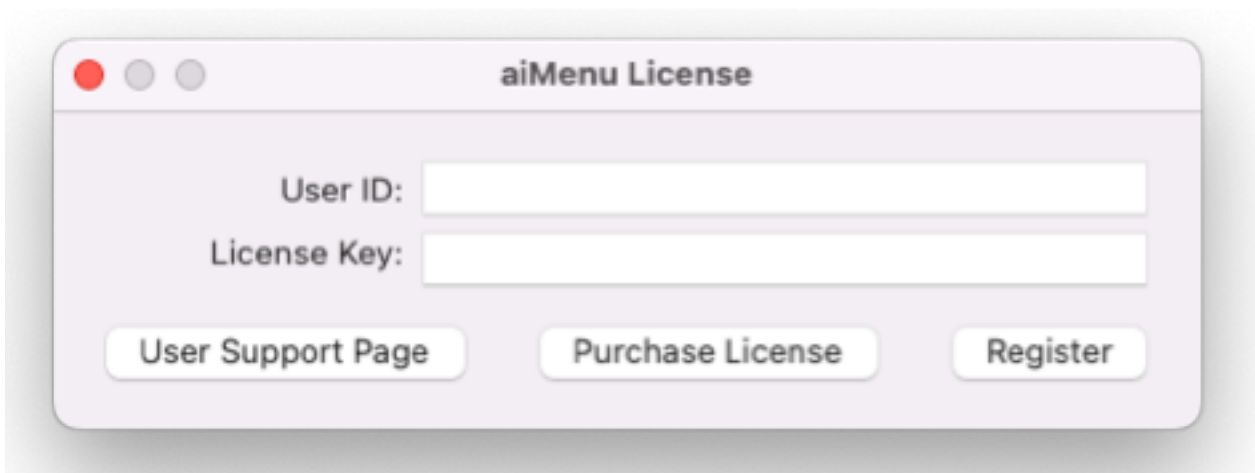 aiMenu License
User ID:
License Key:
User Support Page
Purchase License
Register